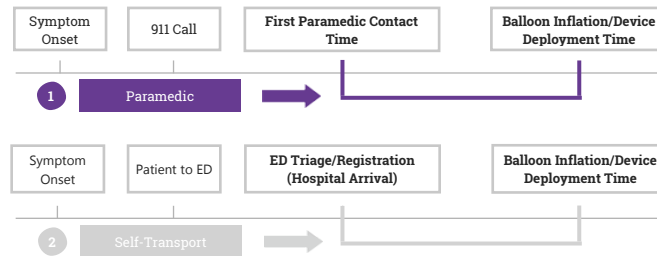 Symptom
Onset
911 Call
First Paramedic Contact
Time
Balloon Inflation/Device
Deployment Time
1
Paramedic
Symptom
Onset
Patient to ED
ED Triage/Registration
(Hospital Arrival)
Balloon Inflation/Device
Deployment Time
2
Self-Transport